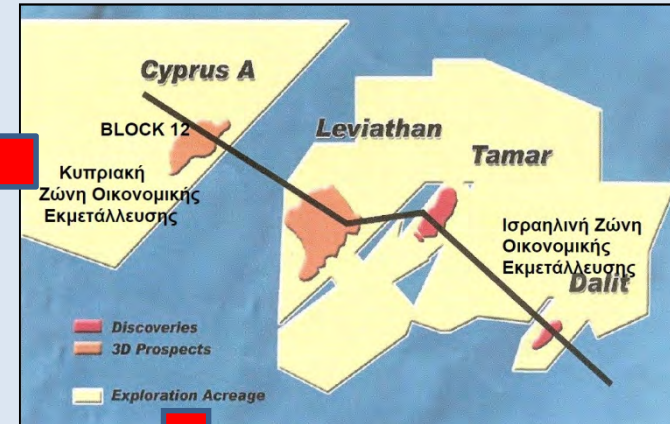 Cyprus A
BLOCK 12
Leviathan
Tamar
Κυπριακή
Ζώνη Οικονομικής
Εκμετάλλευσης
Ισραηλινή Ζώνη
Οικονομικής
Εκμετάλλευσης
Dalit
Discoveries
3D Prospects
Exploration Acreage